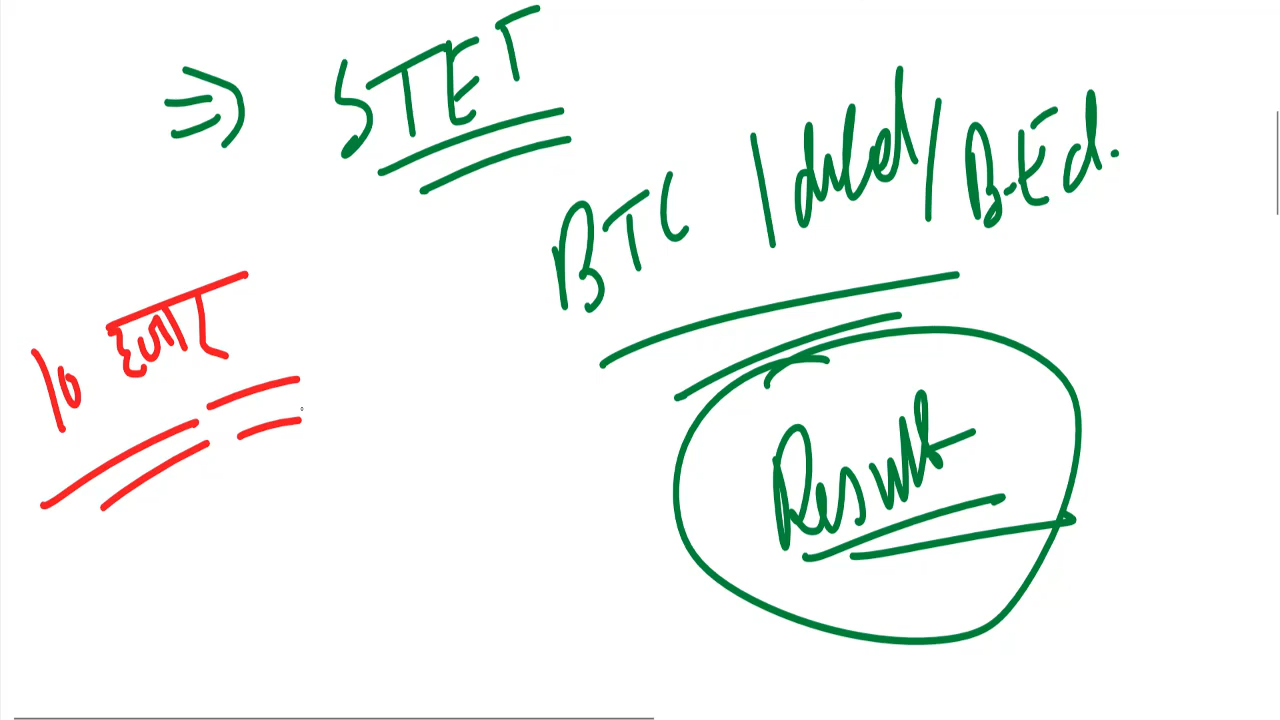 ⇒ STET
BTC / dled / B.Ed.
10 हजार
Result